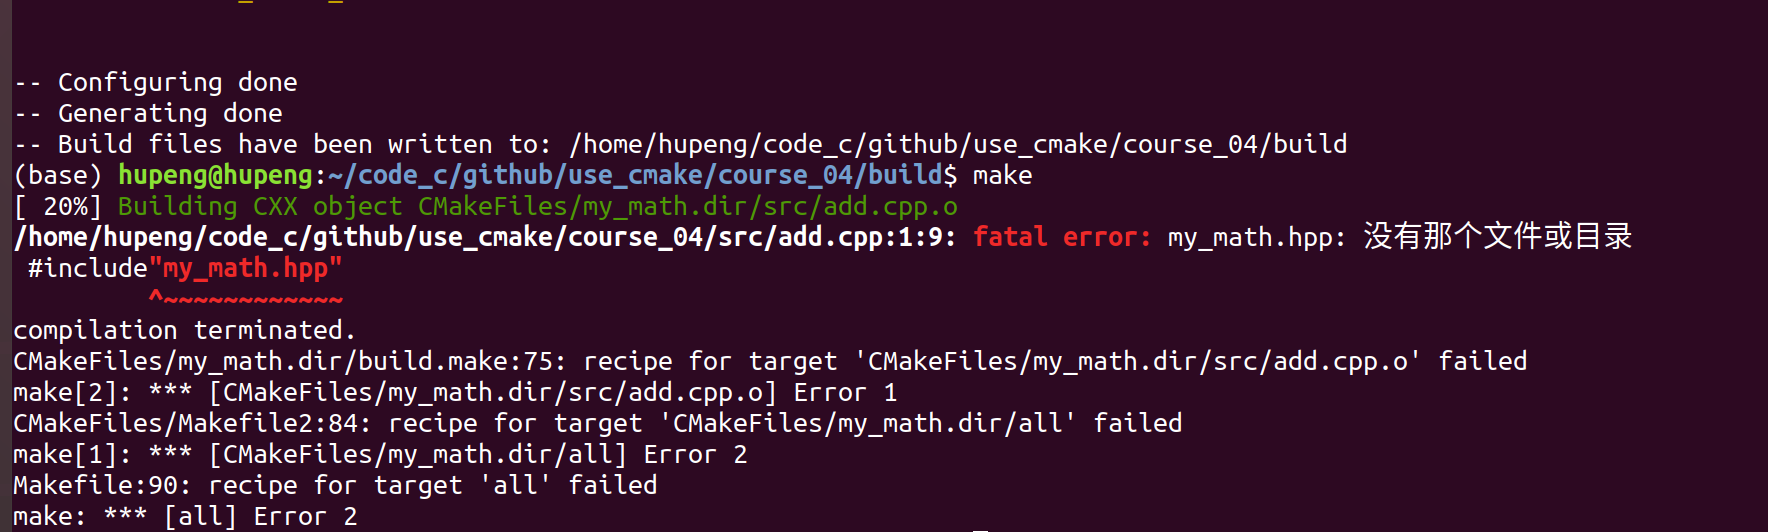 -- Configuring done
-- Generating done
-- Build files have been written to: /home/hupeng/code_c/github/use_cmake/course_04/build
(base) hupeng@hupeng:~/code_c/github/use_cmake/course_04/build$ make
[ 20%] Building CXX object CMakeFiles/my_math.dir/src/add.cpp.o
/home/hupeng/code_c/github/use_cmake/course_04/src/add.cpp:1:9: fatal error: my_math.hpp: 没有那个文件或目录
 #include"my_math.hpp"
         ^~~~~~~~~~~~~
compilation terminated.
CMakeFiles/my_math.dir/build.make:75: recipe for target 'CMakeFiles/my_math.dir/src/add.cpp.o' failed
make[2]: *** [CMakeFiles/my_math.dir/src/add.cpp.o] Error 1
CMakeFiles/Makefile2:84: recipe for target 'CMakeFiles/my_math.dir/all' failed
make[1]: *** [CMakeFiles/my_math.dir/all] Error 2
Makefile:90: recipe for target 'all' failed
make: *** [all] Error 2